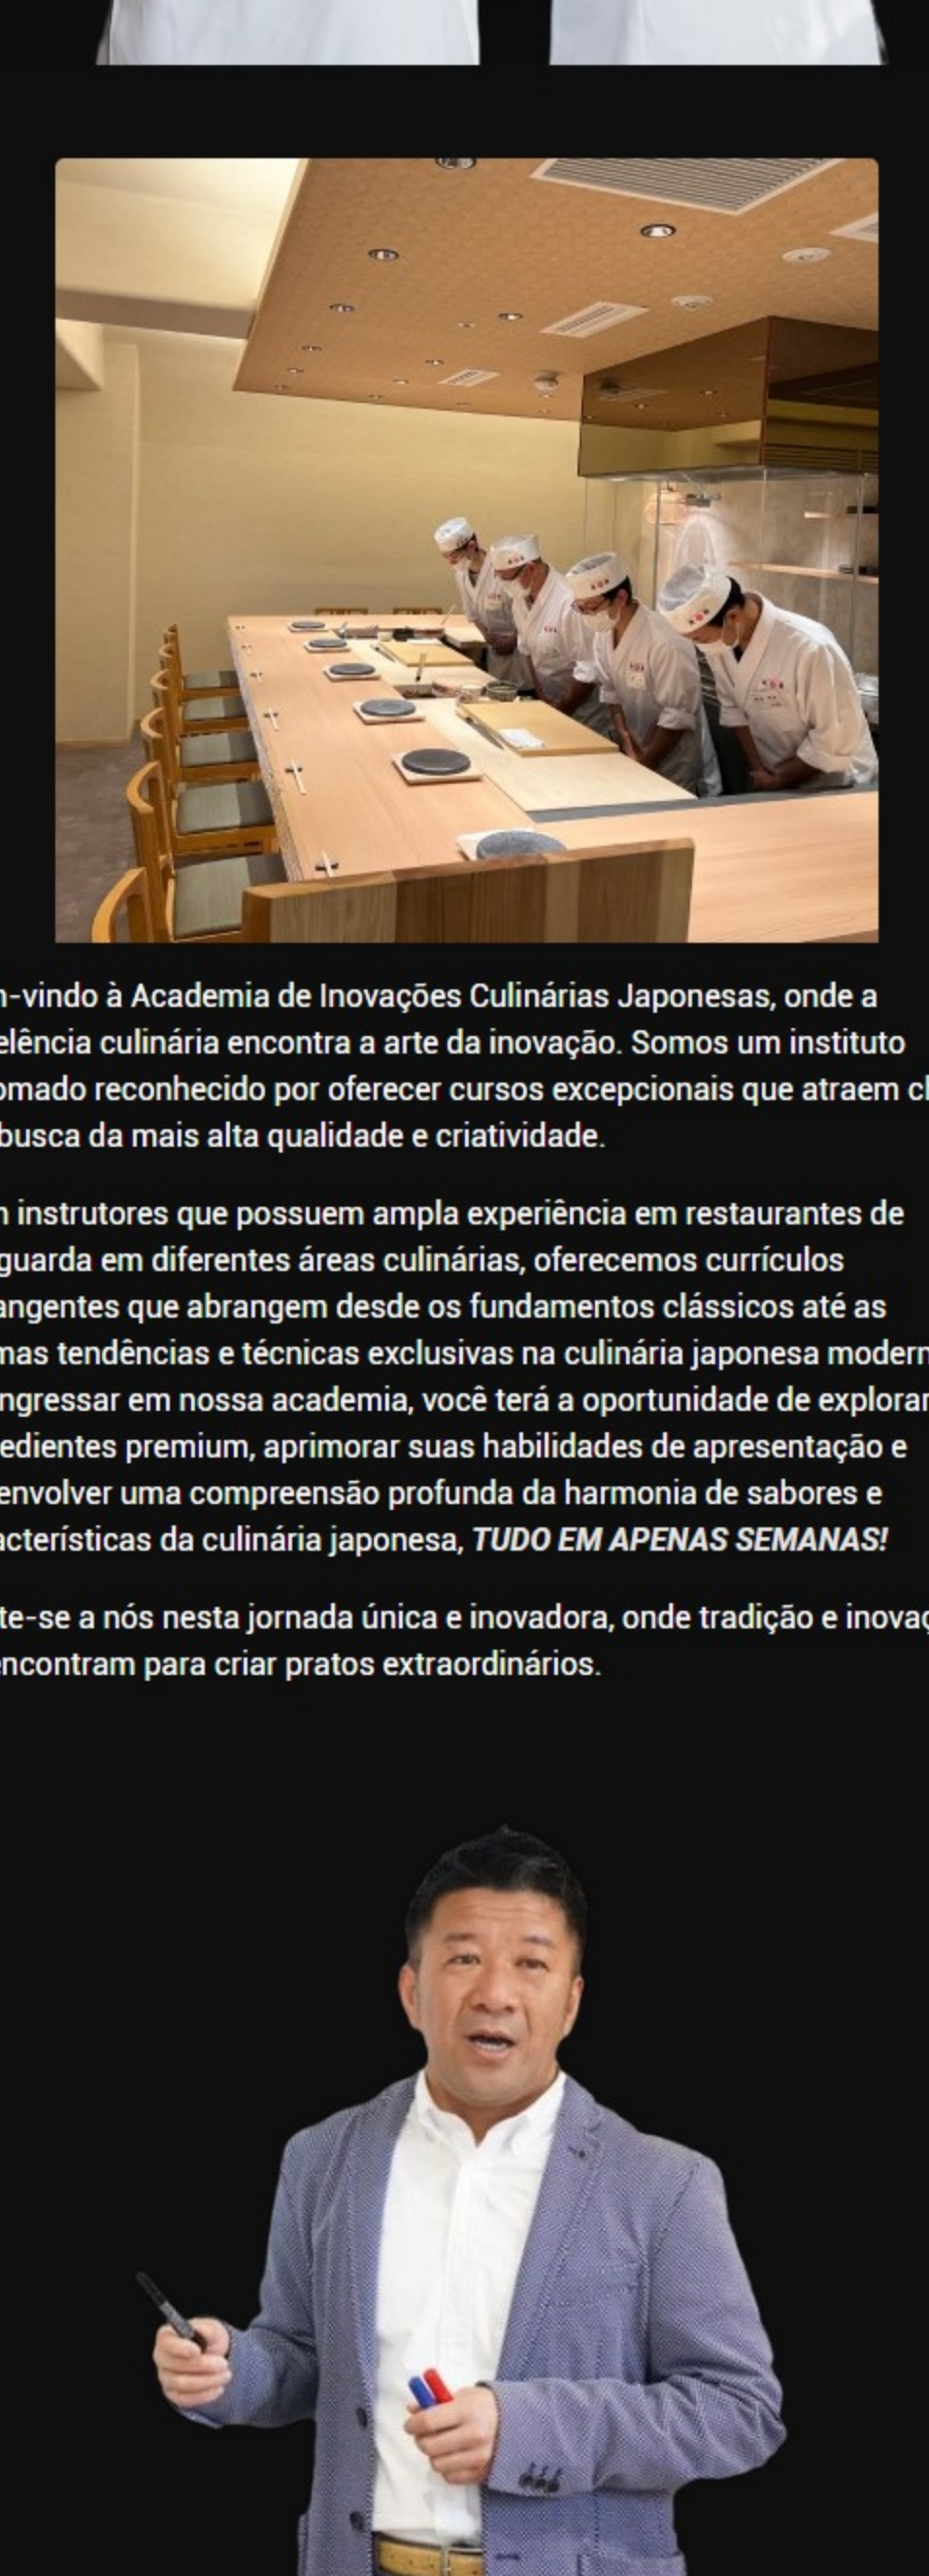 n-vindo à Academia de Inovações Culinárias Japonesas, onde a
elência culinária encontra a arte da inovação. Somos um instituto
omado reconhecido por oferecer cursos excepcionais que atraem
busca da mais alta qualidade e criatividade.
instrutores que possuem ampla experiência em restaurantes de
guarda em diferentes áreas culinárias, oferecemos currículos
angentes que abrangem desde os fundamentos clássicos até as
mas tendências e técnicas exclusivas na culinária japonesa modern
ngressar em nossa academia, você terá a oportunidade de explorar
edientes premium, aprimorar suas habilidades de apresentação e
envolver uma compreensão profunda da harmonia de sabores e
acterísticas da culinária japonesa, TUDO EM APENAS SEMANAS!
te-se a nós nesta jornada única e inovadora, onde tradição e inovaç
encontram para criar pratos extraordinários.